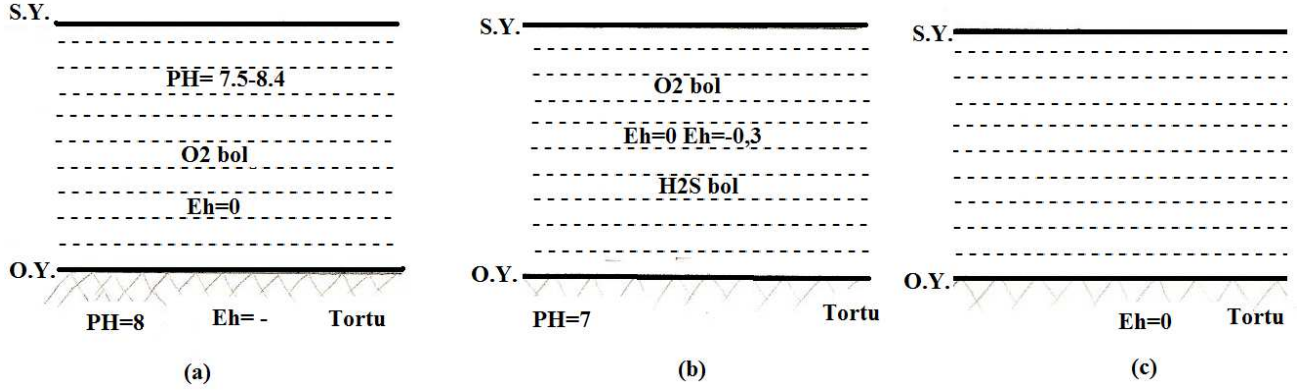 S.Y.
PH= 7.5-8.4
O2 bol
Eh=0
O.Y.
PH=8 Eh= - Tortu
(a)
S.Y.
O2 bol
Eh=0 Eh=-0,3
H2S bol
O.Y.
PH=7 Tortu
(b)
S.Y.
O.Y.
Eh=0 Tortu
(c)